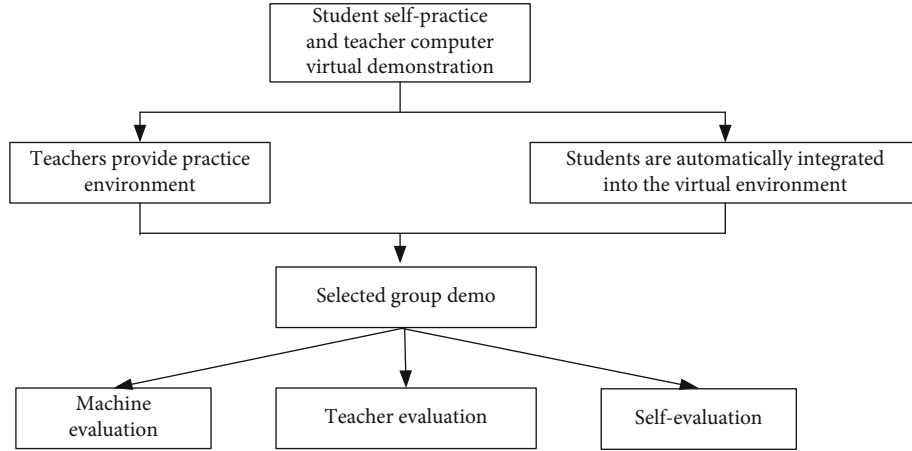 Student self-practice
and teacher computer
virtual demonstration
Teachers provide practice
environment
Students are automatically integrated
into the virtual environment
Selected group demo
Machine
evaluation
Teacher evaluation
Self-evaluation